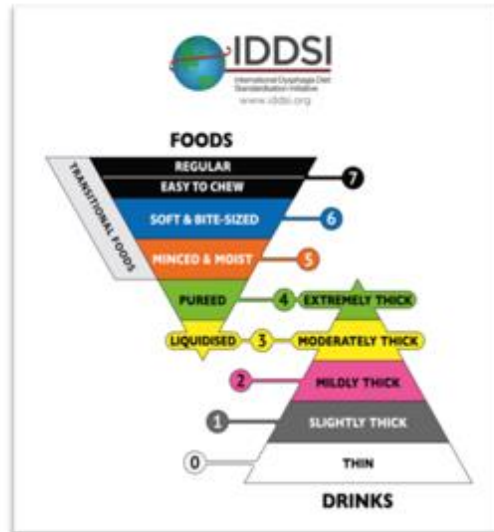 IDDSI
International Dysphagia Diet
Standardisation Initiative
www.iddsi.org
FOODS
TRANSITIONAL FOODS
REGULAR
EASY TO CHEW
7
SOFT & BITE-SIZED
6
MINCED & MOIST
5
PUREED
4
EXTREMELY THICK
LIQUIDISED
3
MODERATELY THICK
2
MILDLY THICK
1
SLIGHTLY THICK
0
THIN
DRINKS